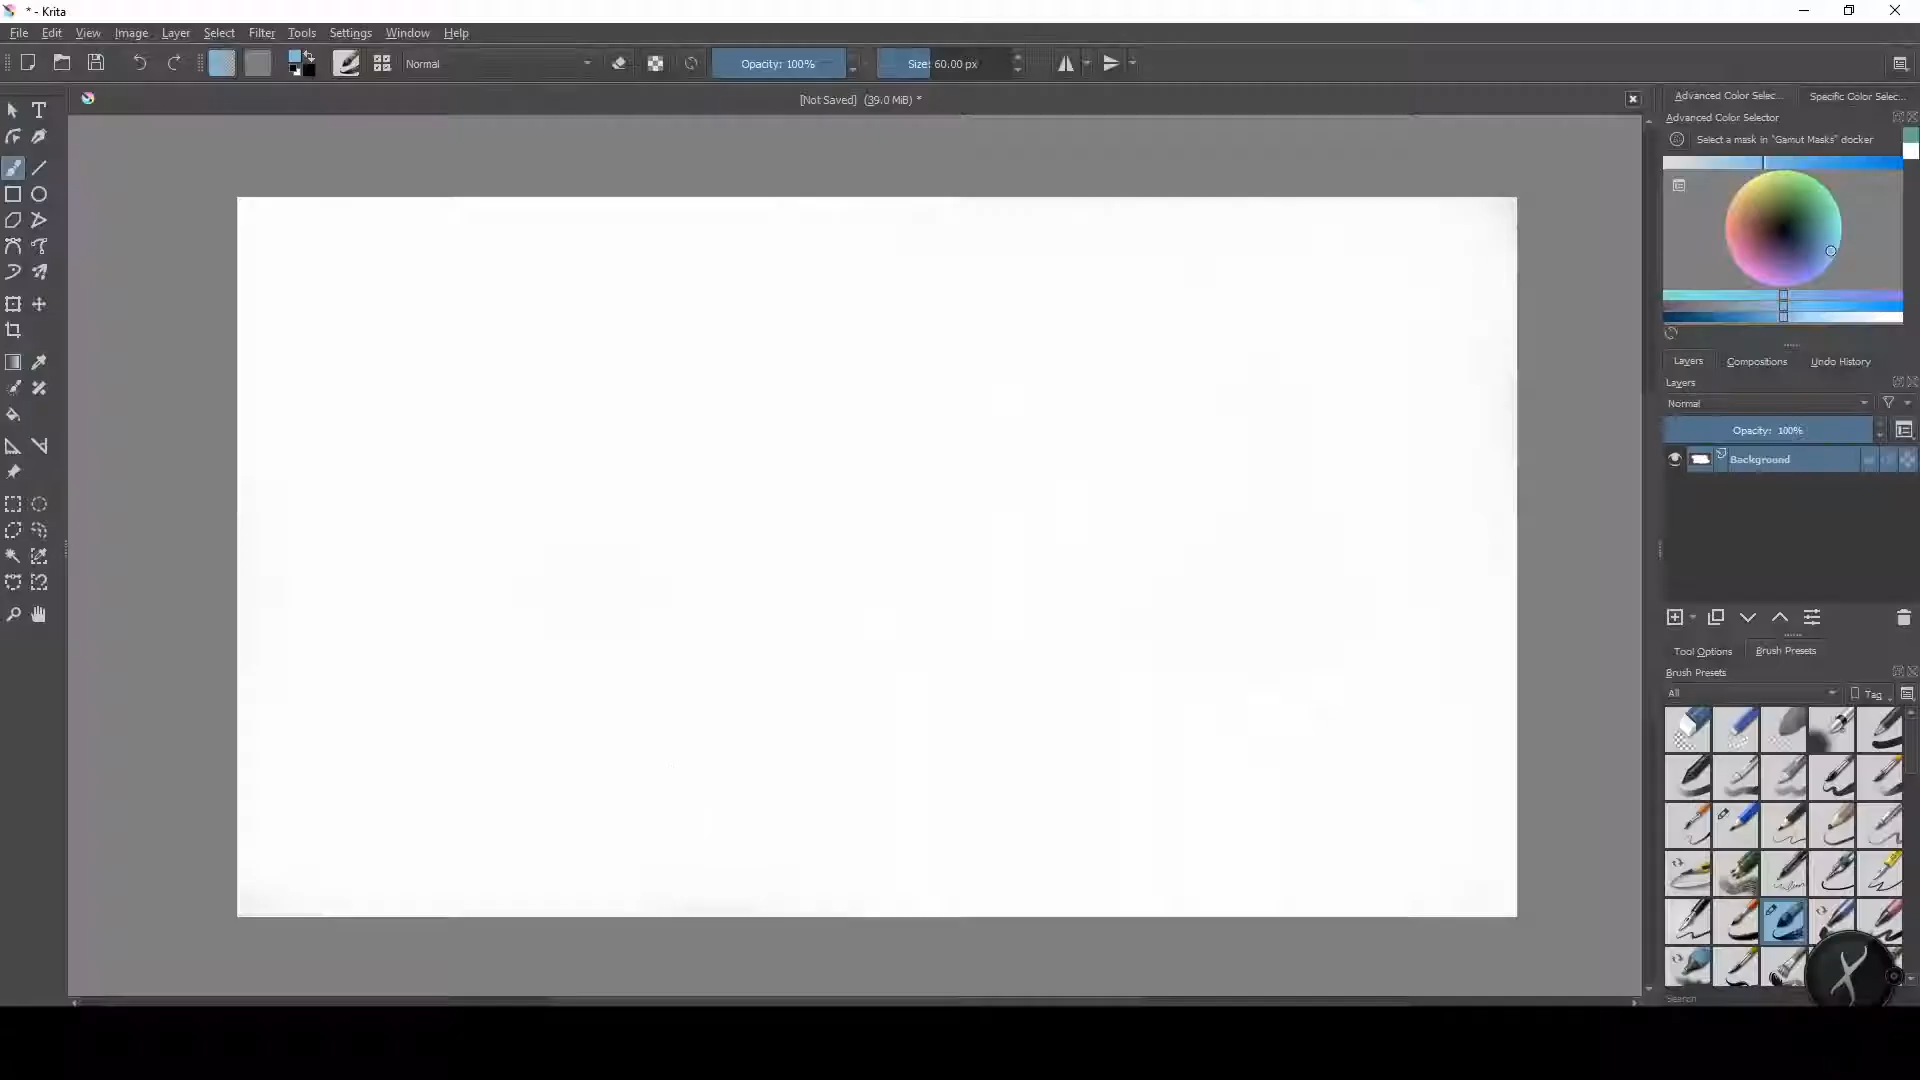 * - Krita
File Edit View Image Layer Select Filter Tools Settings Window Help
Normal Opacity: 100% Size: 60.00 px
[Not Saved] (39.0 MiB) *
Advanced Color Selec... Specific Color Selec...
Advanced Color Selector
Select a mask in "Gamut Masks" docker
Layers Compositions Undo History
Layers
Normal
Opacity: 100%
Background
Tool Options Brush Presets
Brush Presets
All Tag
Search